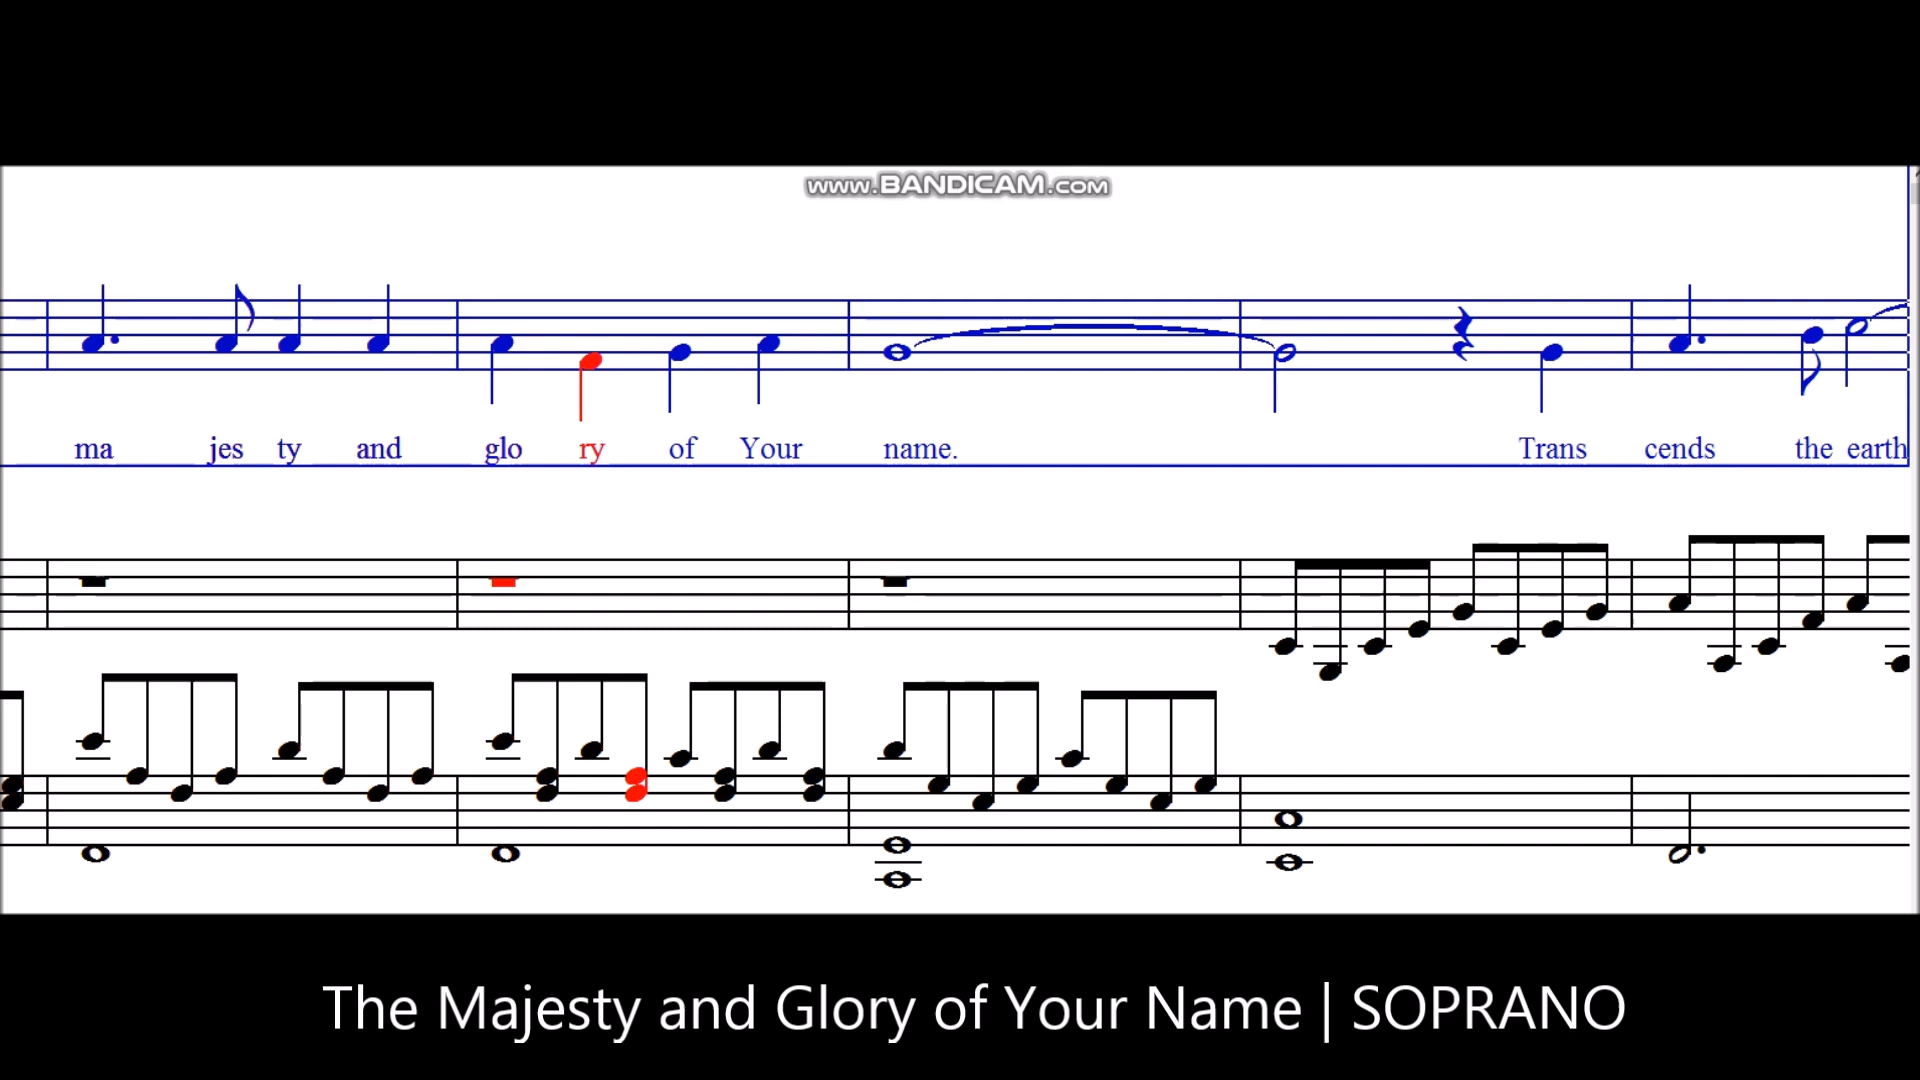 www.BANDICAM.com
ma jes ty and glo ry of Your name. Trans cends the earth
The Majesty and Glory of Your Name | SOPRANO